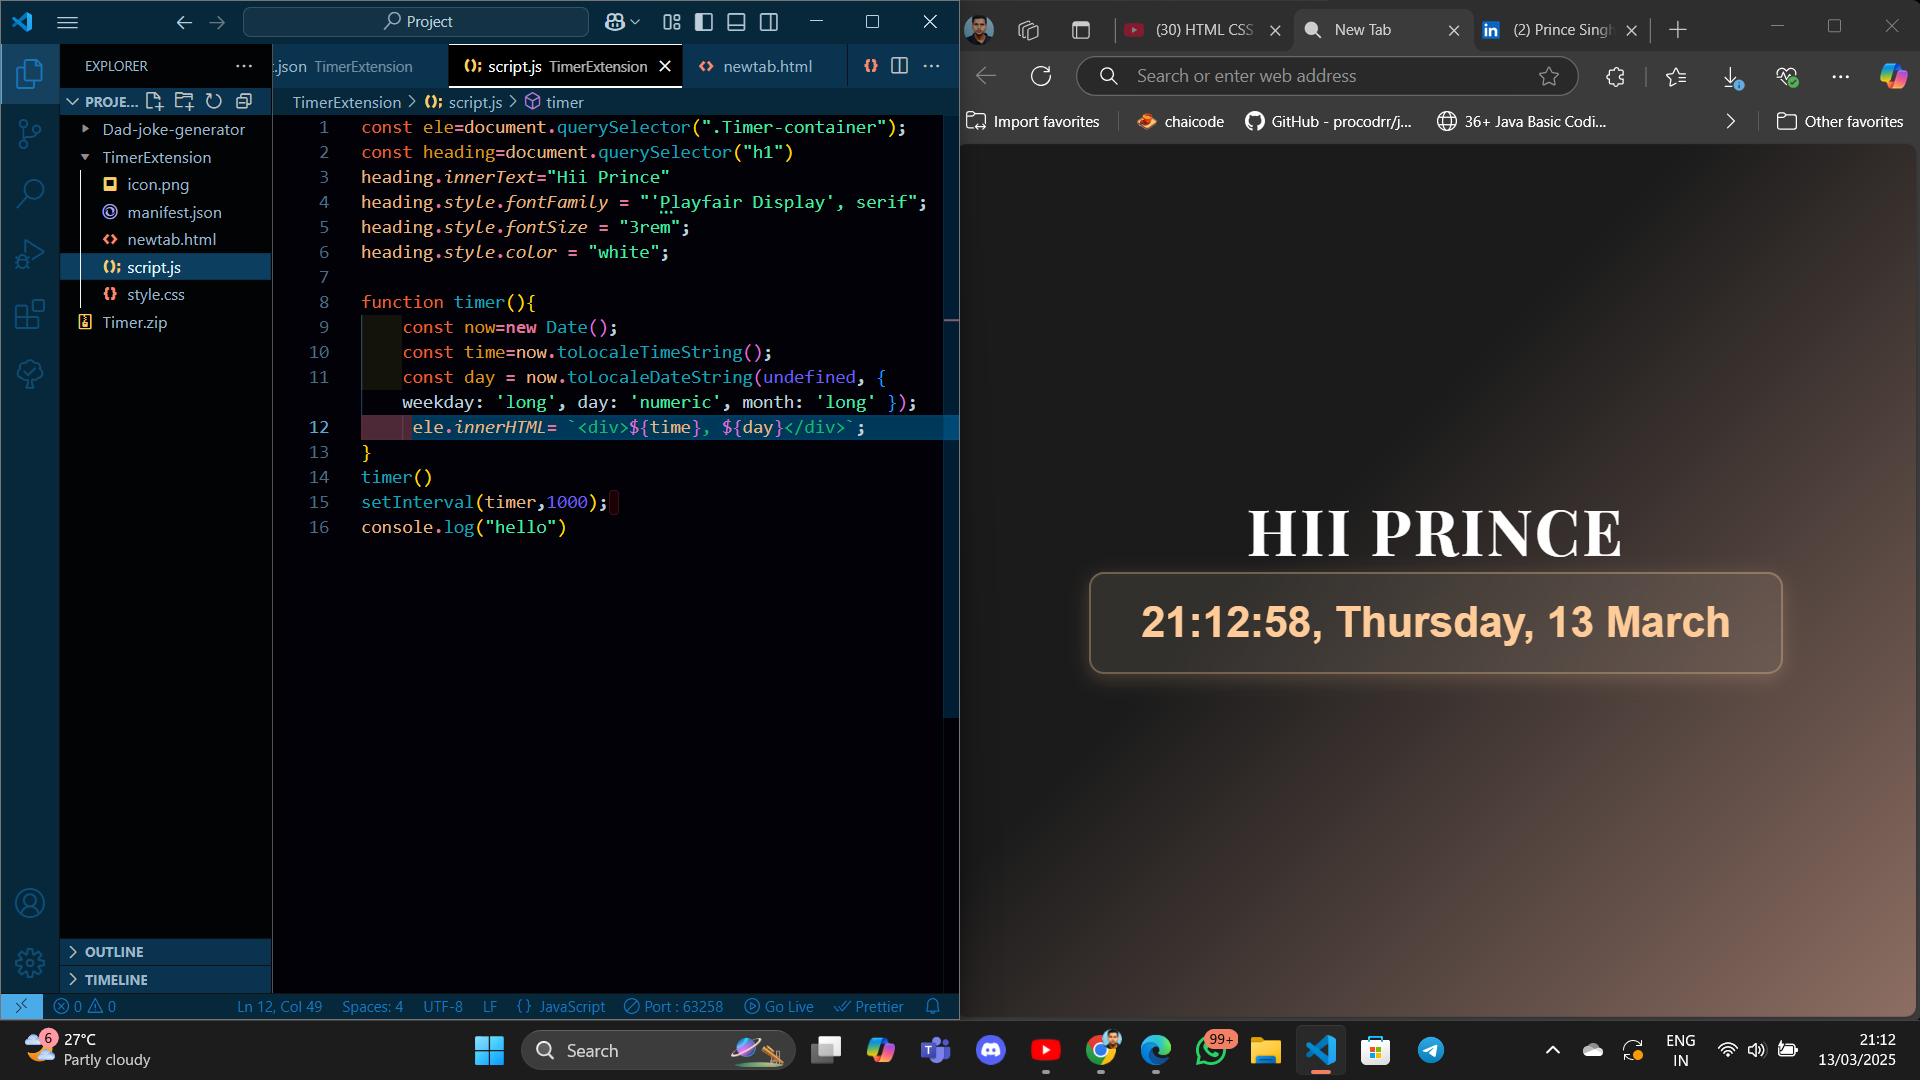 Project
EXPLORER
.json TimerExtension
script.js TimerExtension
newtab.html
PROJE...
TimerExtension
script.js
timer
Dad-joke-generator
TimerExtension
icon.png
manifest.json
newtab.html
script.js
style.css
Timer.zip
1 const ele=document.querySelector(".Timer-container");
2 const heading=document.querySelector("h1")
3 heading.innerText="Hii Prince"
4 heading.style.fontFamily = "'Playfair Display', serif";
5 heading.style.fontSize = "3rem";
6 heading.style.color = "white";
7
8 function timer(){
9 const now=new Date();
10 const time=now.toLocaleTimeString();
11 const day = now.toLocaleDateString(undefined, {
weekday: 'long', day: 'numeric', month: 'long' });
12 ele.innerHTML= `<div>${time}, ${day}</div>`;
13 }
14 timer()
15 setInterval(timer,1000);
16 console.log("hello")
OUTLINE
TIMELINE
0 0
Ln 12, Col 49 Spaces: 4 UTF-8 LF {} JavaScript Port : 63258 Go Live Prettier
(30) HTML CSS
New Tab
in (2) Prince Singh
Search or enter web address
Import favorites
chaicode
GitHub - procodrr/j...
36+ Java Basic Codi...
Other favorites
HII PRINCE
21:12:58, Thursday, 13 March
6
27°C
Partly cloudy
Search
99+
ENG
IN
21:12
13/03/2025